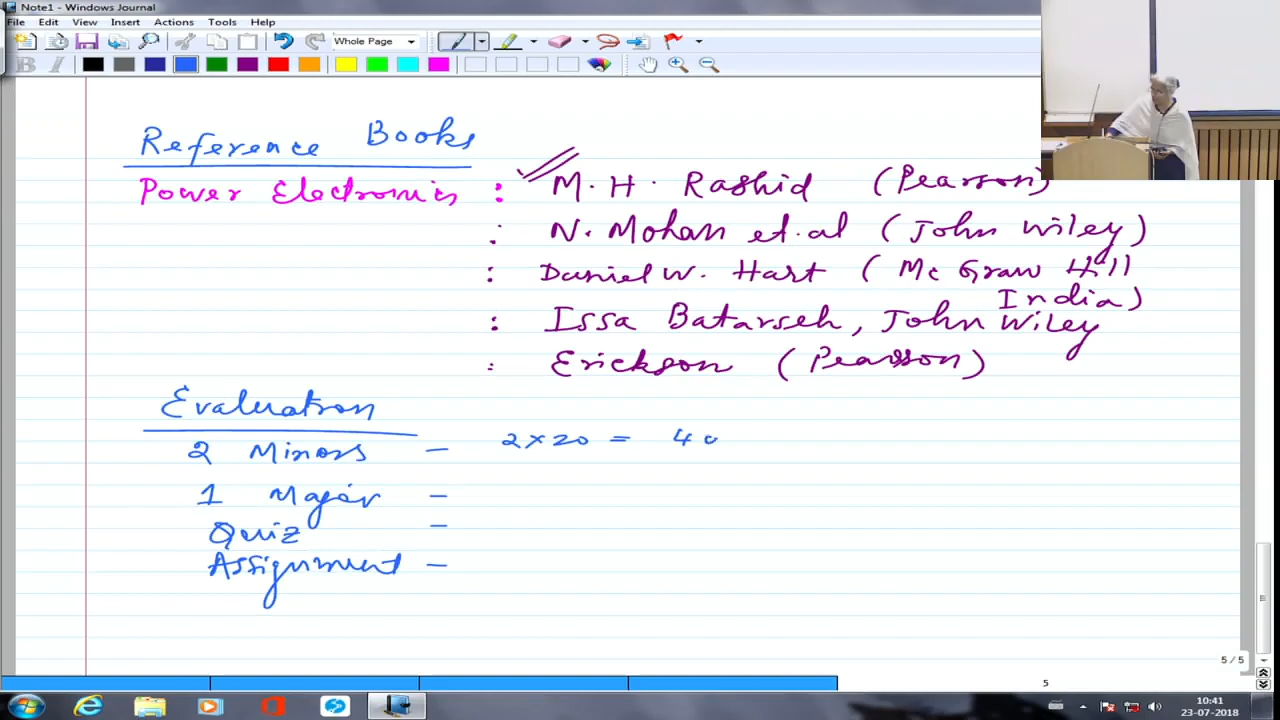 Note1 - Windows Journal
File Edit View Insert Actions Tools Help
Whole Page
B I
Reference Books
Power Electronics : M. H. Rashid (Pearson)
: N. Mohan et.al (John Wiley)
: Daniel W. Hart (Mc Graw Hill
India)
: Issa Batarseh, John Wiley
: Erickson (Pearson)
Evaluation
2 Minors - 2 x 20 = 40
1 Major -
Quiz -
Assignment -
5 / 5
5
10:41
23-07-2018